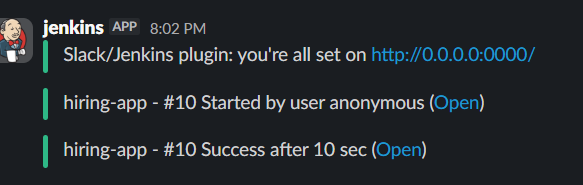 jenkins APP 8:02 PM
Slack/Jenkins plugin: you're all set on http://0.0.0.0:0000/
hiring-app - #10 Started by user anonymous (Open)
hiring-app - #10 Success after 10 sec (Open)